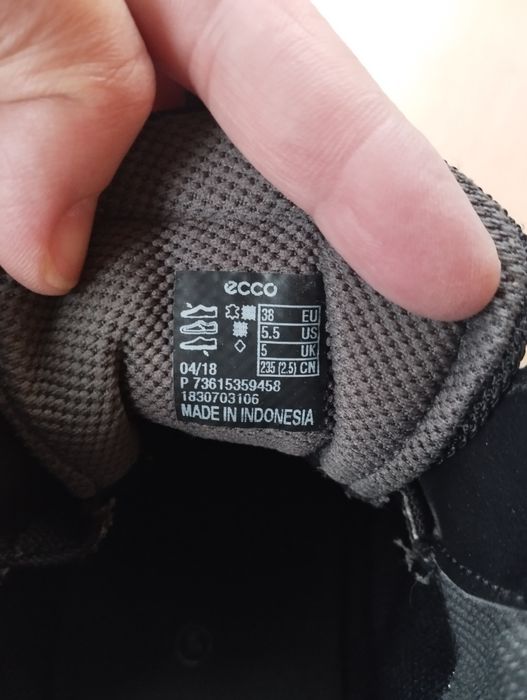 ecco
38 EU
5.5 US
5 UK
235 (2.5) CN
04/18
P 73615359458
1830703106
MADE IN INDONESIA